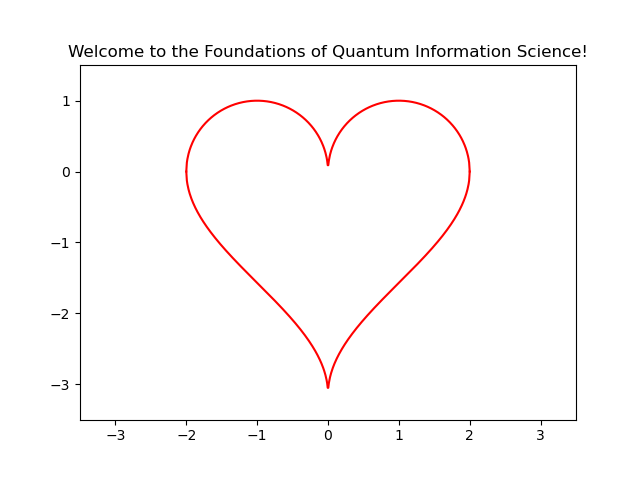 Welcome to the Foundations of Quantum Information Science!
1
0
−1
−2
−3
−3 −2 −1 0 1 2 3